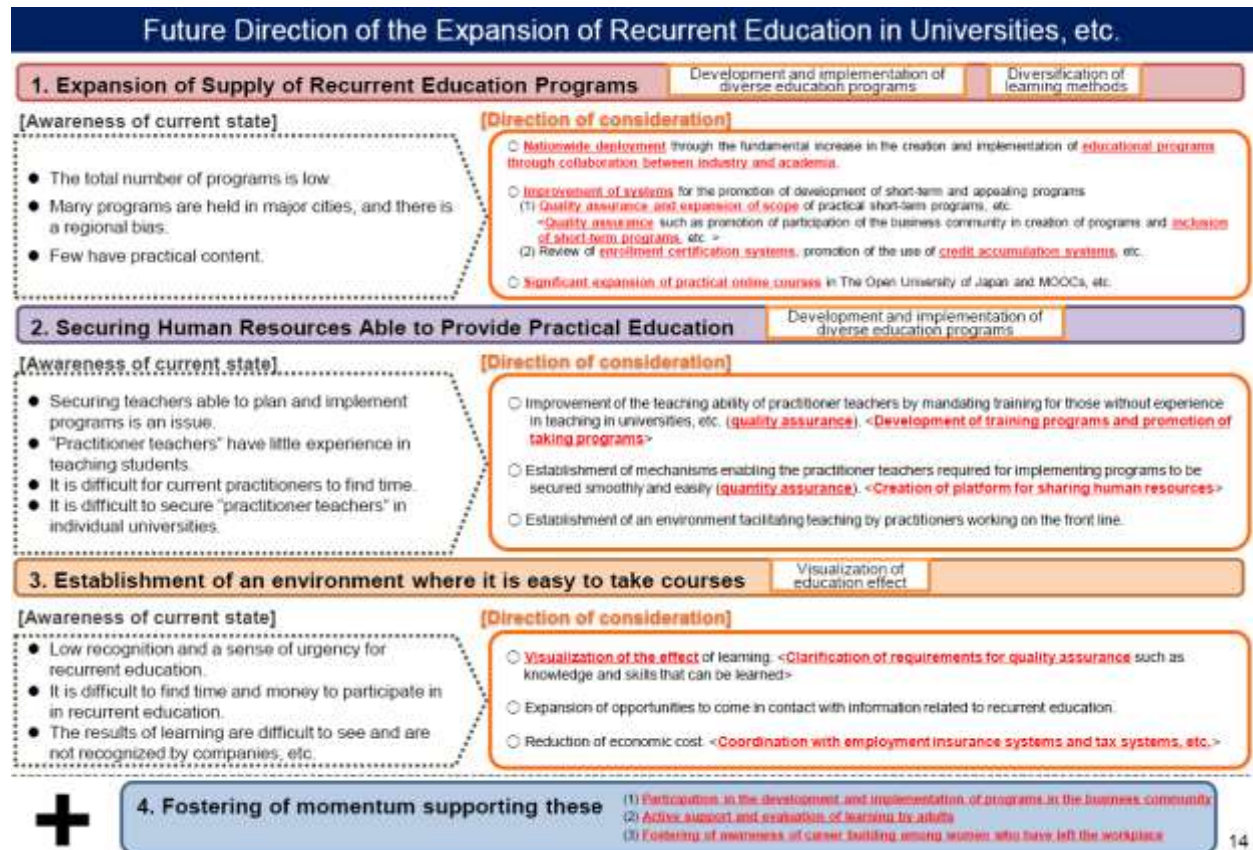 Future Direction of the Expansion of Recurrent Education in Universities, etc.
1. Expansion of Supply of Recurrent Education Programs
Development and implementation of
diverse education programs
Diversification of
learning methods
[Awareness of current state]
● The total number of programs is low.
● Many programs are held in major cities, and there is
a regional bias.
● Few have practical content.
[Direction of consideration]
○ Nationwide deployment through the fundamental increase in the creation and implementation of educational programs
through collaboration between industry and academia.
○ Improvement of systems for the promotion of development of short-term and appealing programs
(1) Quality assurance and expansion of scope of practical short-term programs, etc.
<Quality assurance such as promotion of participation of the business community in creation of programs and inclusion
of short-term programs, etc. >
(2) Review of enrollment certification systems, promotion of the use of credit accumulation systems, etc.
○ Significant expansion of practical online courses in The Open University of Japan and MOOCs, etc.
2. Securing Human Resources Able to Provide Practical Education
Development and implementation of
diverse education programs
[Awareness of current state]
● Securing teachers able to plan and implement
programs is an issue.
● "Practitioner teachers" have little experience in
teaching students.
● It is difficult for current practitioners to find time.
● It is difficult to secure "practitioner teachers" in
individual universities.
[Direction of consideration]
○ Improvement of the teaching ability of practitioner teachers by mandating training for those without experience
in teaching in universities, etc. (quality assurance). <Development of training programs and promotion of
taking programs>
○ Establishment of mechanisms enabling the practitioner teachers required for implementing programs to be
secured smoothly and easily (quantity assurance). <Creation of platform for sharing human resources>
○ Establishment of an environment facilitating teaching by practitioners working on the front line.
3. Establishment of an environment where it is easy to take courses
Visualization of
education effect
[Awareness of current state]
● Low recognition and a sense of urgency for
recurrent education.
● It is difficult to find time and money to participate in
in recurrent education.
● The results of learning are difficult to see and are
not recognized by companies, etc.
[Direction of consideration]
○ Visualization of the effect of learning. <Clarification of requirements for quality assurance such as
knowledge and skills that can be learned>
○ Expansion of opportunities to come in contact with information related to recurrent education.
○ Reduction of economic cost. <Coordination with employment insurance systems and tax systems, etc.>
4. Fostering of momentum supporting these
(1) Participation in the development and implementation of programs in the business community
(2) Active support and evaluation of learning by adults
(3) Fostering of awareness of career building among women who have left the workplace
14